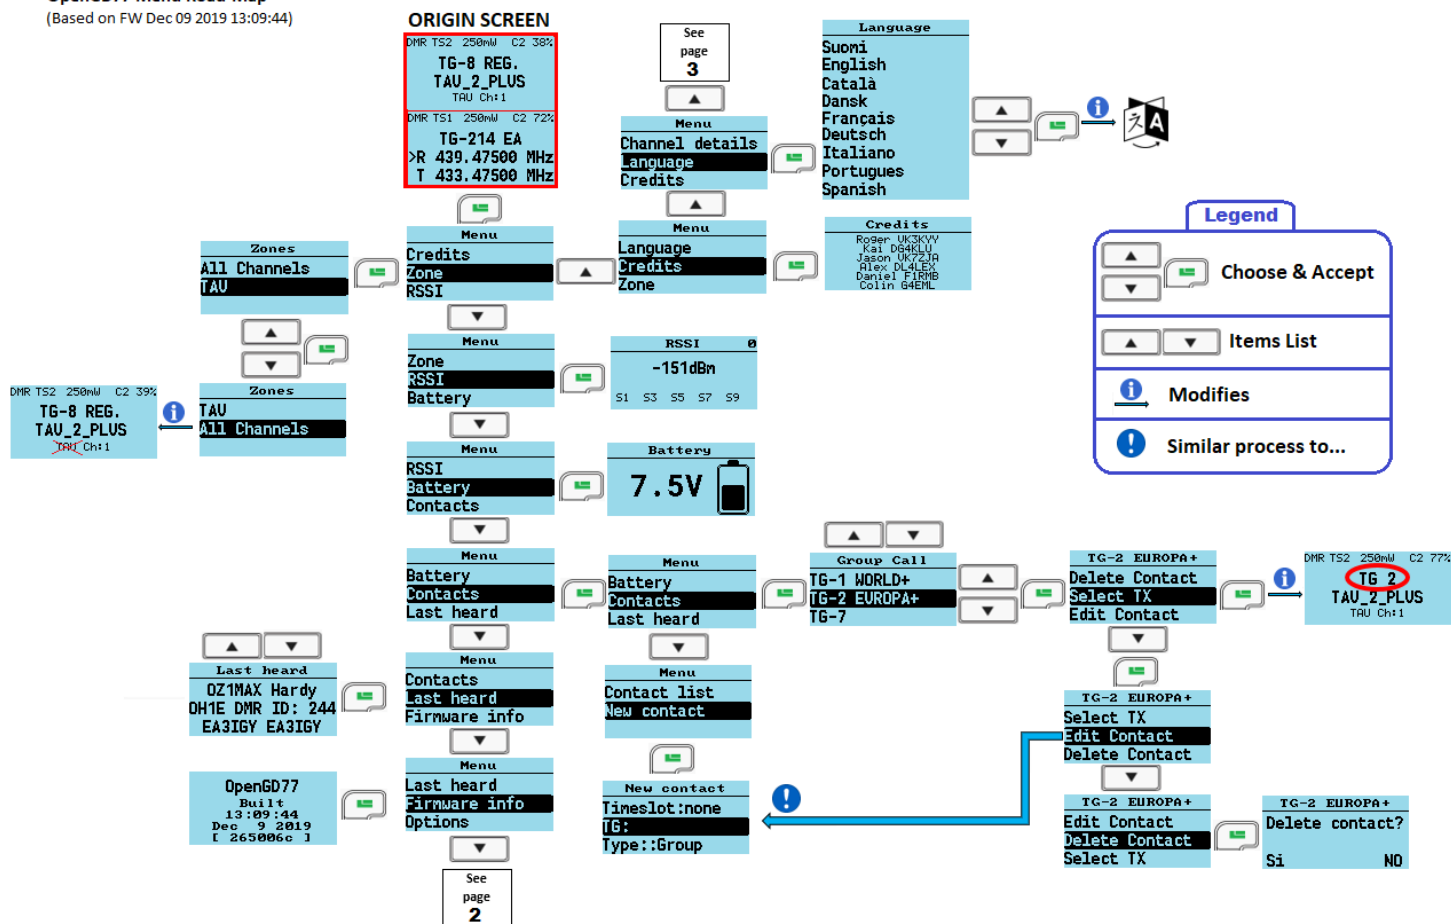 OpenGD77 Menu Road Map
(Based on FW Dec 09 2019 13:09:44)
ORIGIN SCREEN
DMR TS2 250mW C2 38%
TG-8 REG.
TAU_2_PLUS
TAU Ch:1
DMR TS1 250mW C2 72%
TG-214 EA
>R 439.47500 MHz
T 433.47500 MHz
See
page
3
Menu
Channel details
Language
Credits
Language
Suomi
English
Català
Dansk
Français
Deutsch
Italiano
Portugues
Spanish
Menu
Language
Credits
Zone
Credits
Roger VK3KYY
Kai DG4KLU
Jason VK7ZJA
Alex DL4LEX
Daniel F1RMB
Colin G4EML
Legend
Choose & Accept
Items List
Modifies
Similar process to...
Menu
Credits
Zone
RSSI
Zones
All Channels
TAU
Zones
TAU
All Channels
DMR TS2 250mW C2 39%
TG-8 REG.
TAU_2_PLUS
TAU Ch:1
Menu
Zone
RSSI
Battery
RSSI 0
-151dBm
S1 S3 S5 S7 S9
Menu
RSSI
Battery
Contacts
Battery
7.5V
Menu
Battery
Contacts
Last heard
Menu
Battery
Contacts
Last heard
Group Call
TG-1 WORLD+
TG-2 EUROPA+
TG-7
TG-2 EUROPA+
Delete Contact
Select TX
Edit Contact
DMR TS2 250mW C2 77%
TG 2
TAU_2_PLUS
TAU Ch:1
Menu
Contacts
Last heard
Firmware info
Last heard
OZ1MAX Hardy
OH1E DMR ID: 244
EA3IGY EA3IGY
Menu
Contact list
New contact
TG-2 EUROPA+
Select TX
Edit Contact
Delete Contact
Menu
Last heard
Firmware info
Options
OpenGD77
Built
13:09:44
Dec 9 2019
[ 265006c ]
New contact
Timeslot:none
TG:
Type::Group
TG-2 EUROPA+
Edit Contact
Delete Contact
Select TX
TG-2 EUROPA+
Delete contact?
Si NO
See
page
2